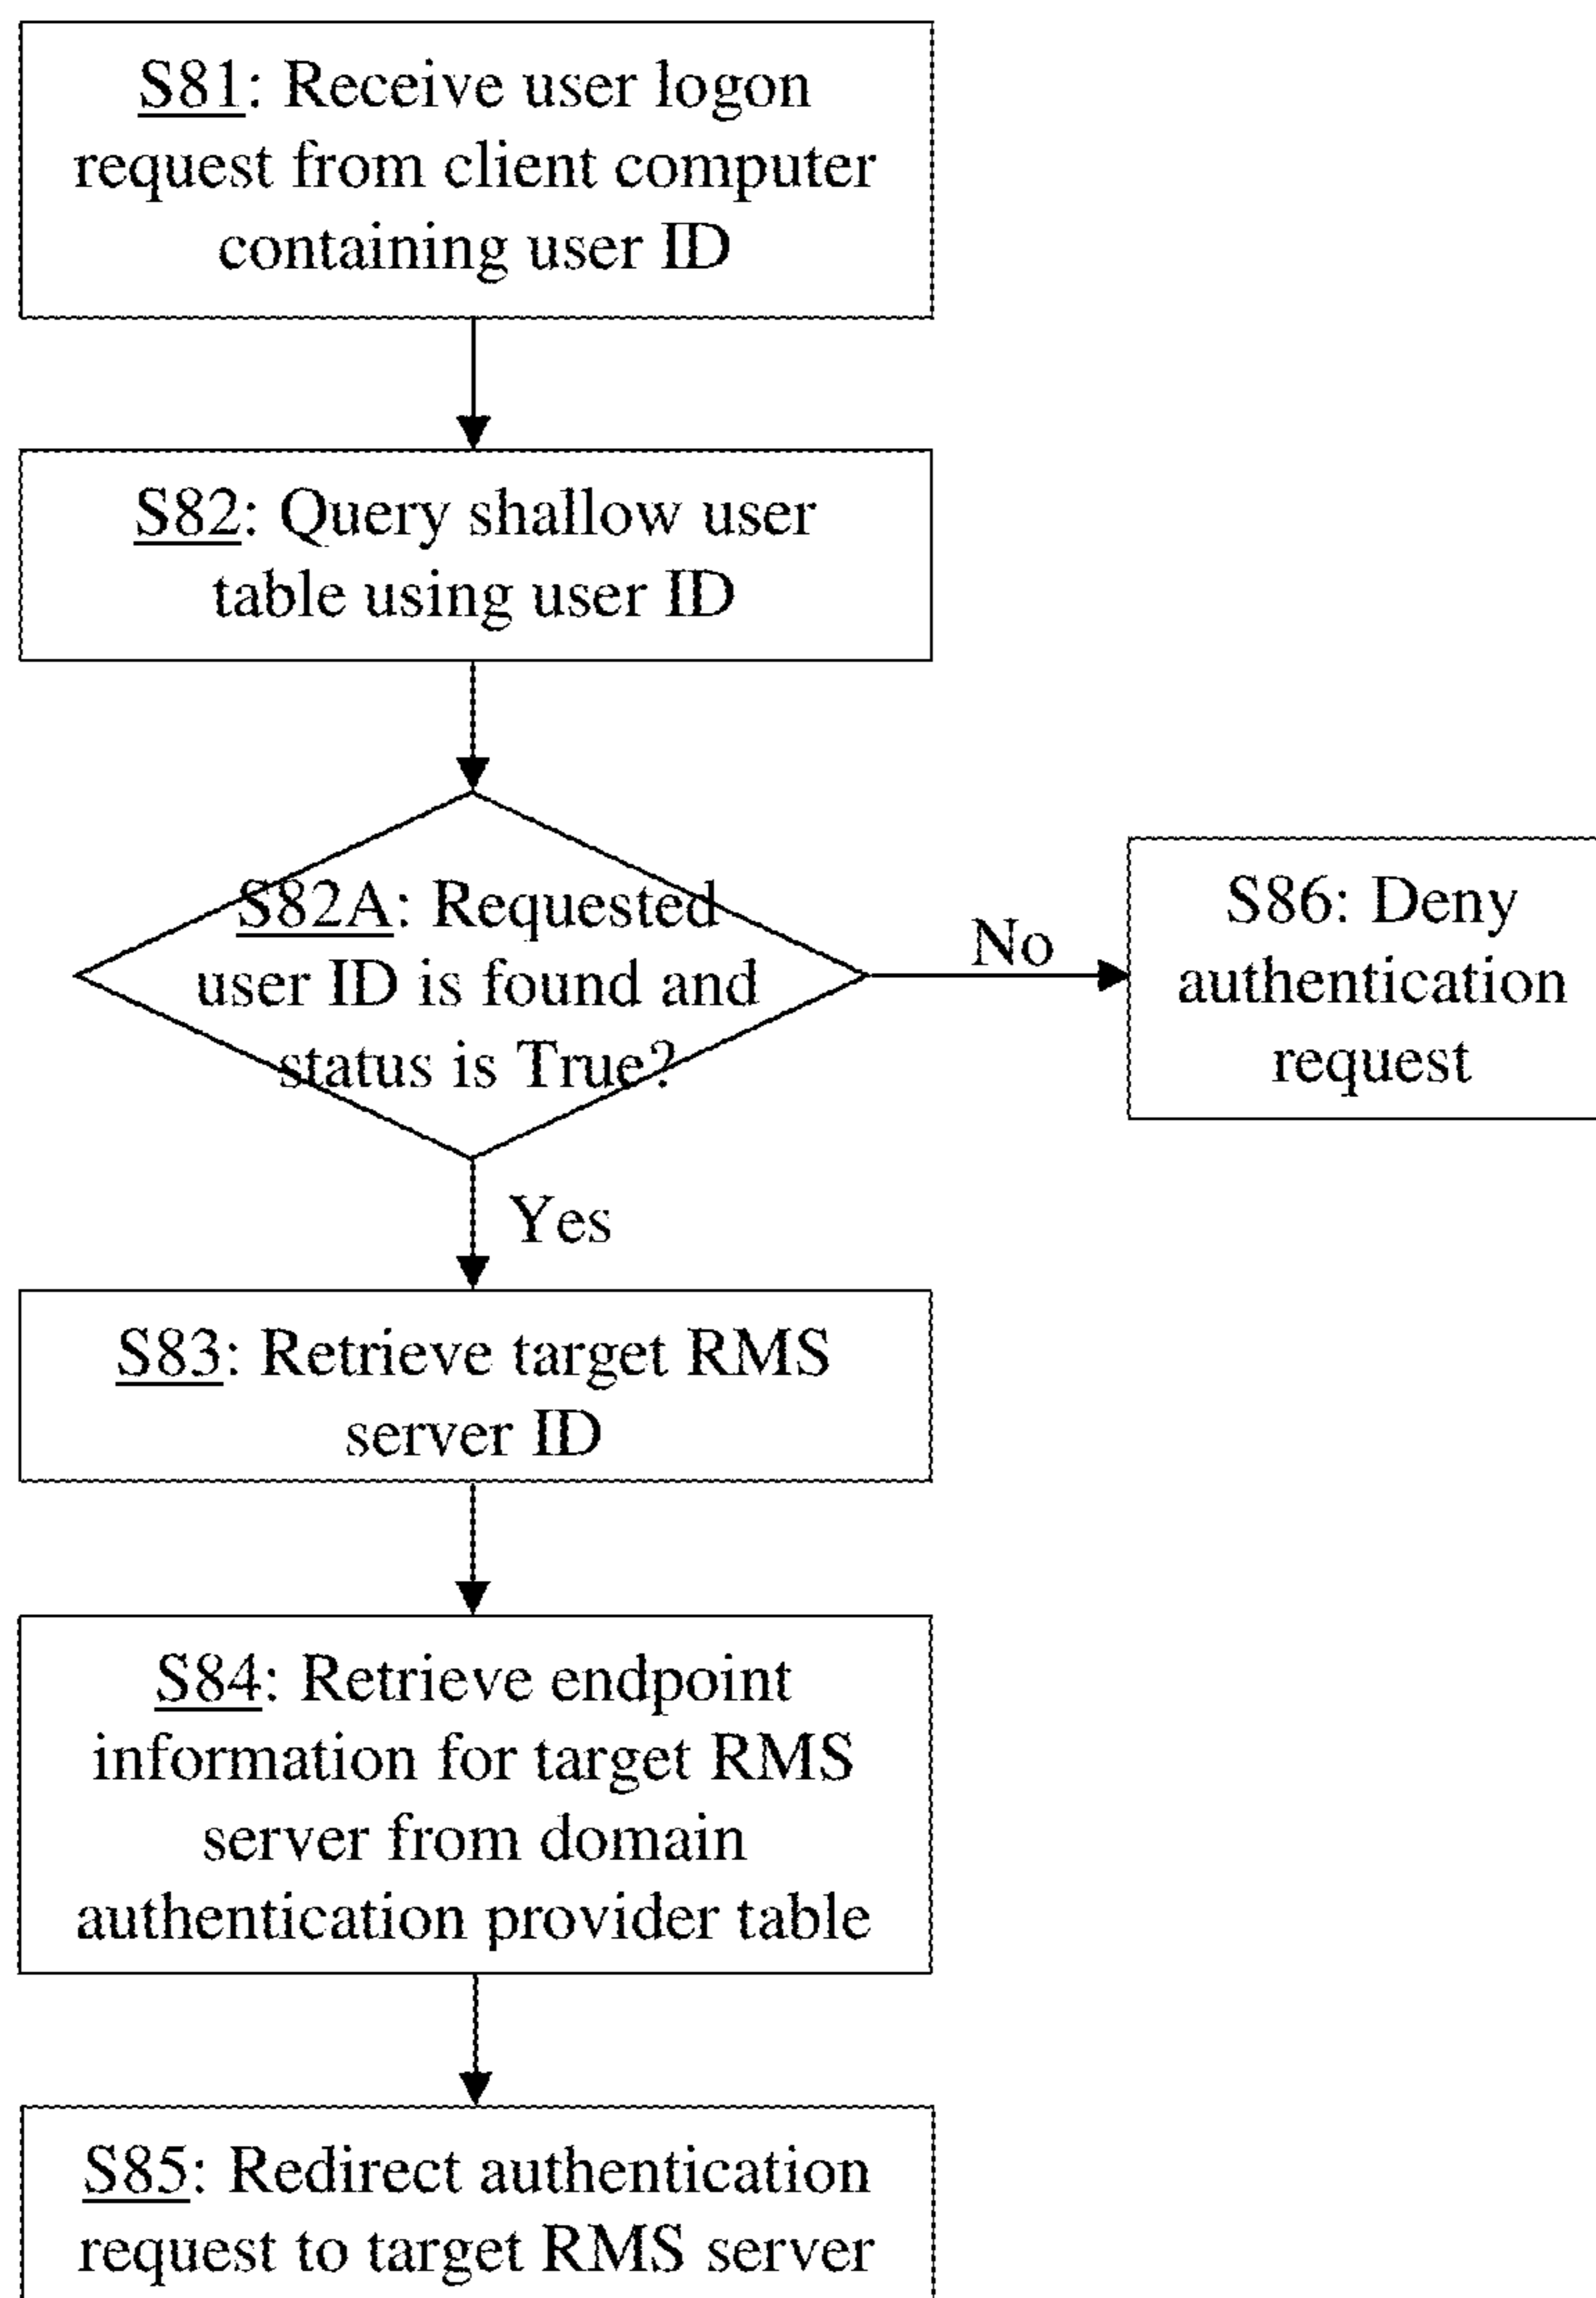 S81: Receive user logon
request from client computer
containing user ID
S82: Query shallow user
table using user ID
S82A: Requested
user ID is found and
status is True?
No
S86: Deny
authentication
request
Yes
S83: Retrieve target RMS
server ID
S84: Retrieve endpoint
information for target RMS
server from domain
authentication provider table
S85: Redirect authentication
request to target RMS server